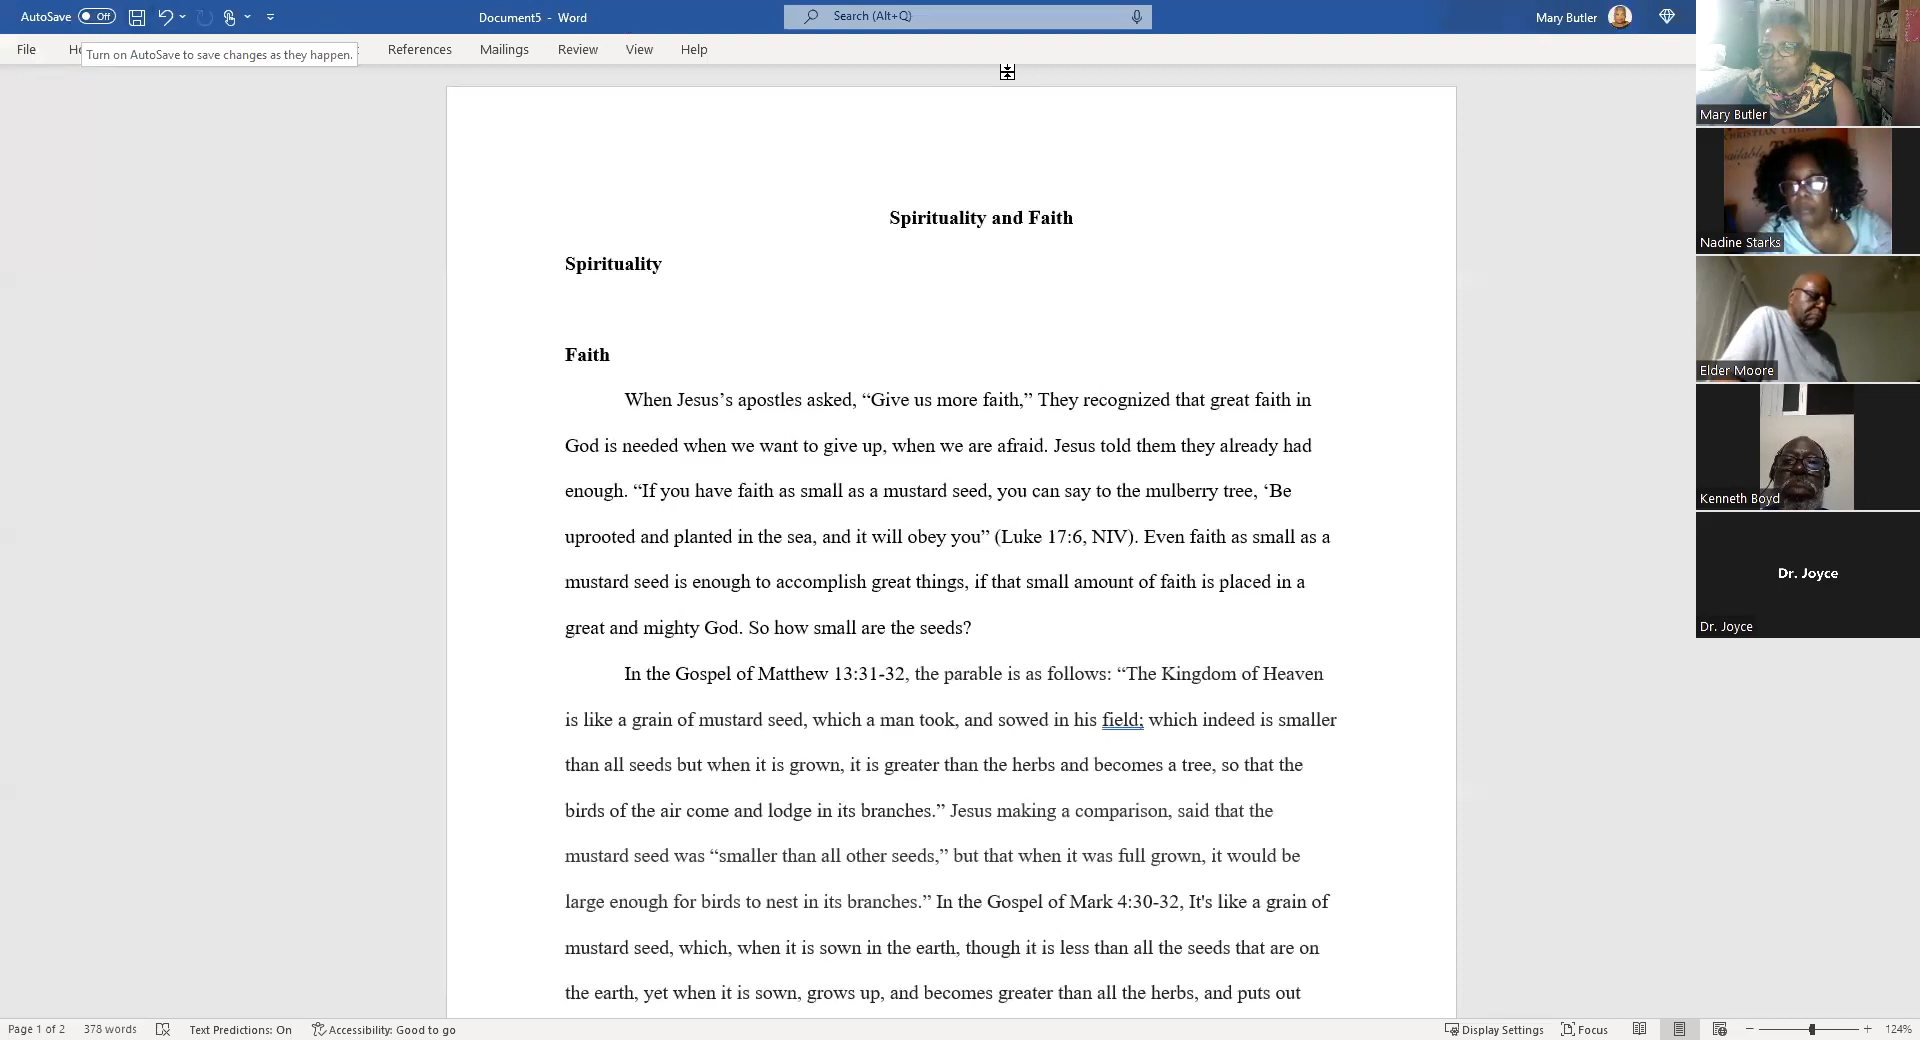 AutoSave Off
Document5 - Word
Search (Alt+Q)
Mary Butler
File
Turn on AutoSave to save changes as they happen.
References
Mailings
Review
View
Help
Spirituality and Faith
Spirituality
Faith
When Jesus’s apostles asked, “Give us more faith,” They recognized that great faith in
God is needed when we want to give up, when we are afraid. Jesus told them they already had
enough. “If you have faith as small as a mustard seed, you can say to the mulberry tree, ‘Be
uprooted and planted in the sea, and it will obey you” (Luke 17:6, NIV). Even faith as small as a
mustard seed is enough to accomplish great things, if that small amount of faith is placed in a
great and mighty God. So how small are the seeds?
In the Gospel of Matthew 13:31-32, the parable is as follows: “The Kingdom of Heaven
is like a grain of mustard seed, which a man took, and sowed in his field; which indeed is smaller
than all seeds but when it is grown, it is greater than the herbs and becomes a tree, so that the
birds of the air come and lodge in its branches.” Jesus making a comparison, said that the
mustard seed was “smaller than all other seeds,” but that when it was full grown, it would be
large enough for birds to nest in its branches.” In the Gospel of Mark 4:30-32, It's like a grain of
mustard seed, which, when it is sown in the earth, though it is less than all the seeds that are on
the earth, yet when it is sown, grows up, and becomes greater than all the herbs, and puts out
Mary Butler
CHRISTIAN
Nadine Starks
Elder Moore
Kenneth Boyd
Dr. Joyce
Dr. Joyce
Page 1 of 2
378 words
Text Predictions: On
Accessibility: Good to go
Display Settings
Focus
124%